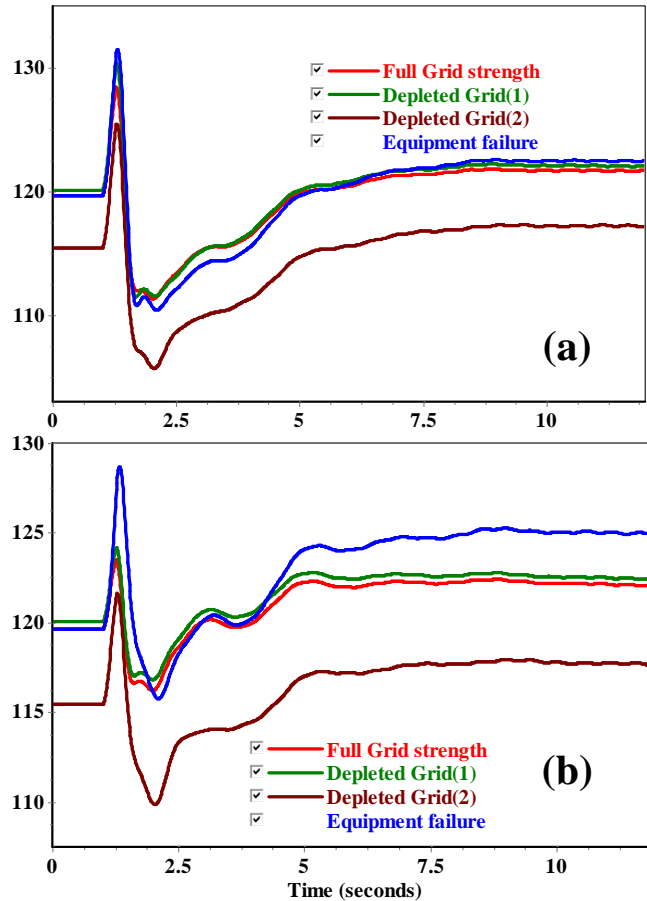 130
120
110
Full Grid strength
Depleted Grid(1)
Depleted Grid(2)
Equipment failure
(a)
0 2.5 5 7.5 10
130
125
120
115
110
Full Grid strength
Depleted Grid(1)
Depleted Grid(2)
Equipment failure
(b)
0 2.5 5 7.5 10
Time (seconds)